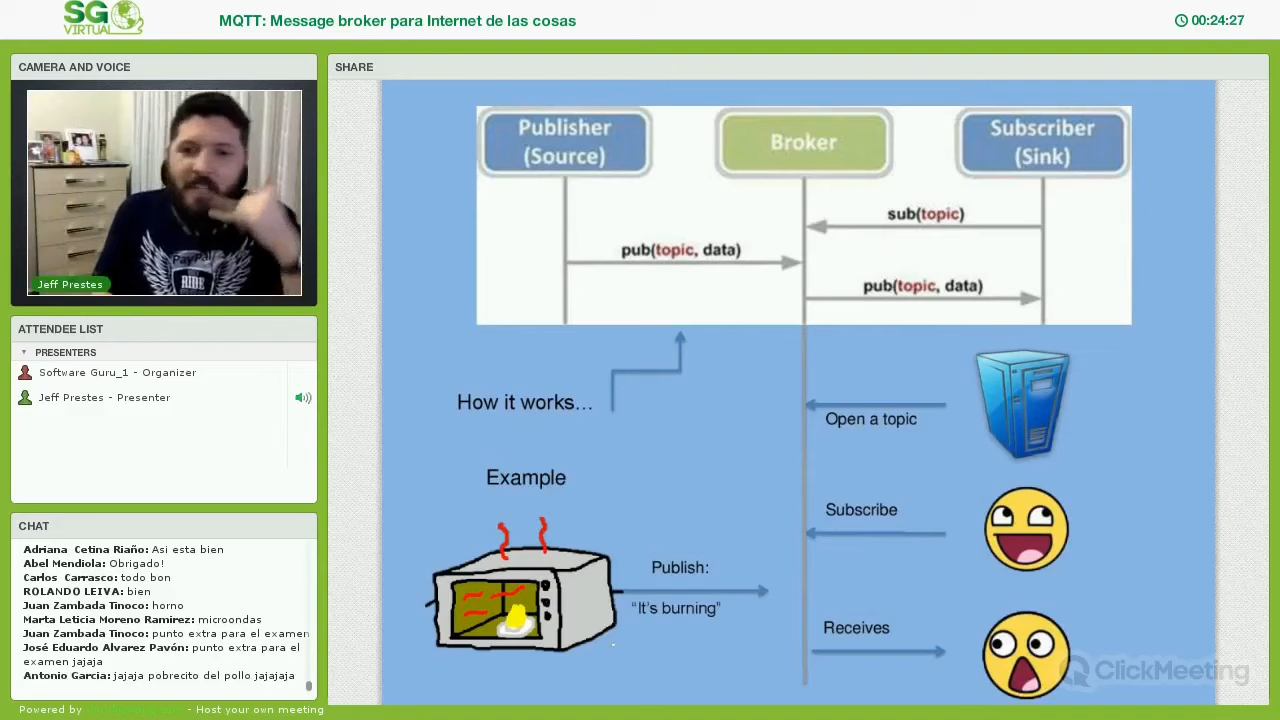 SG
VIRTUAL
MQTT: Message broker para Internet de las cosas
00:24:27
CAMERA AND VOICE
PayPal
RIDE
Jeff Prestes
ATTENDEE LIST
PRESENTERS
Software Guru_1 - Organizer
Jeff Prestes - Presenter
CHAT
Adriana Cetina Riaño: Asi esta bien
Abel Mendiola: Obrigado!
Carlos Carrasco: todo bon
ROLANDO LEIVA: bien
Juan Zambada Tinoco: horno
Marta Leticia Moreno Ramirez: microondas
Juan Zambada Tinoco: punto extra para el examen
José Eduardo Alvarez Pavón: punto extra para el
examen jajaja
Antonio Garcia: jajaja pobrecito del pollo jajajaja
Powered by
- Host your own meeting
SHARE
Publisher
(Source)
Broker
Subscriber
(Sink)
sub(topic)
pub(topic, data)
pub(topic, data)
How it works...
Open a topic
Example
Subscribe
Publish:
"It's burning"
Receives
ClickMeeting